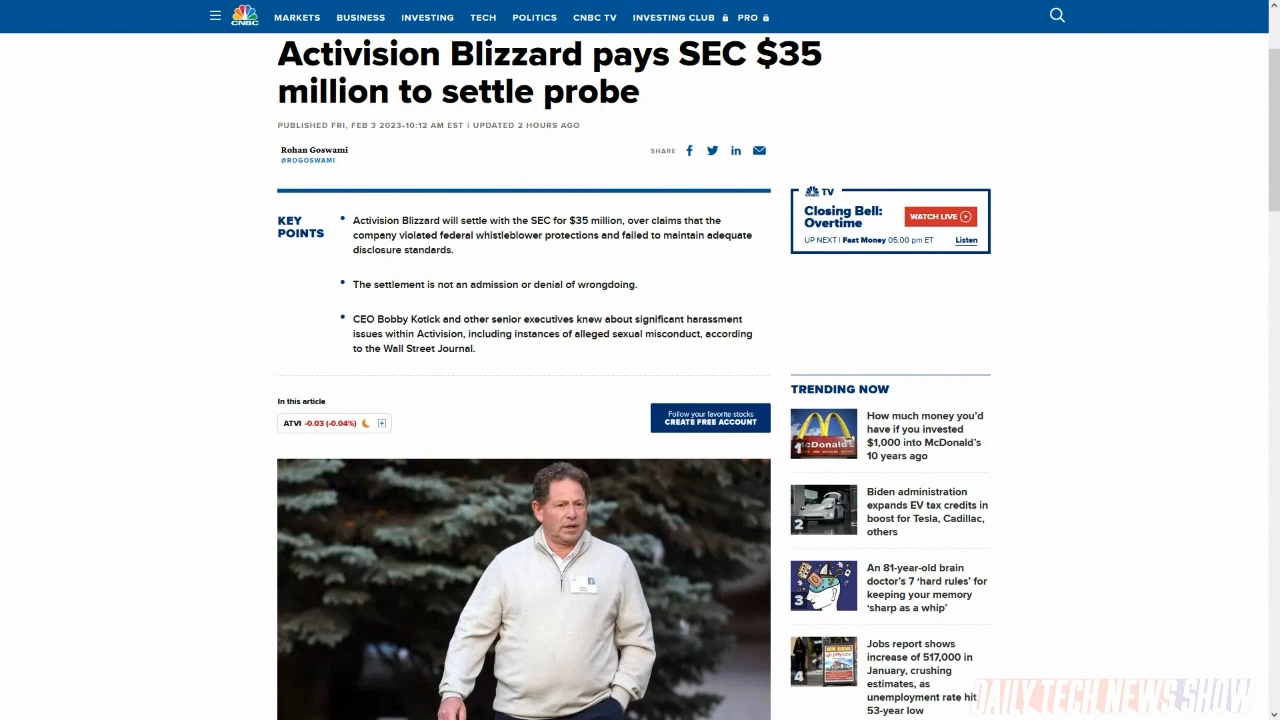 MARKETS BUSINESS INVESTING TECH POLITICS CNBC TV INVESTING CLUB PRO
CNBC
Activision Blizzard pays SEC $35
million to settle probe
PUBLISHED FRI, FEB 3 2023•10:12 AM EST | UPDATED 2 HOURS AGO
Rohan Goswami
@ROGOSWAMI
SHARE
KEY
POINTS
• Activision Blizzard will settle with the SEC for $35 million, over claims that the
company violated federal whistleblower protections and failed to maintain adequate
disclosure standards.
• The settlement is not an admission or denial of wrongdoing.
• CEO Bobby Kotick and other senior executives knew about significant harassment
issues within Activision, including instances of alleged sexual misconduct, according
to the Wall Street Journal.
In this article
ATVI -0.03 (-0.04%)
Follow your favorite stocks
CREATE FREE ACCOUNT
TV
Closing Bell:
Overtime
WATCH LIVE
UP NEXT | Fast Money 05:00 pm ET
Listen
TRENDING NOW
McDonald's
1
How much money you'd
have if you invested
$1,000 into McDonald's
10 years ago
2
Biden administration
expands EV tax credits in
boost for Tesla, Cadillac,
others
3
An 81-year-old brain
doctor's 7 'hard rules' for
keeping your memory
'sharp as a whip'
NOW HIRING
4
Jobs report shows
increase of 517,000 in
January, crushing
estimates, as
unemployment rate hit
53-year low
DAILY TECH NEWS SHOW